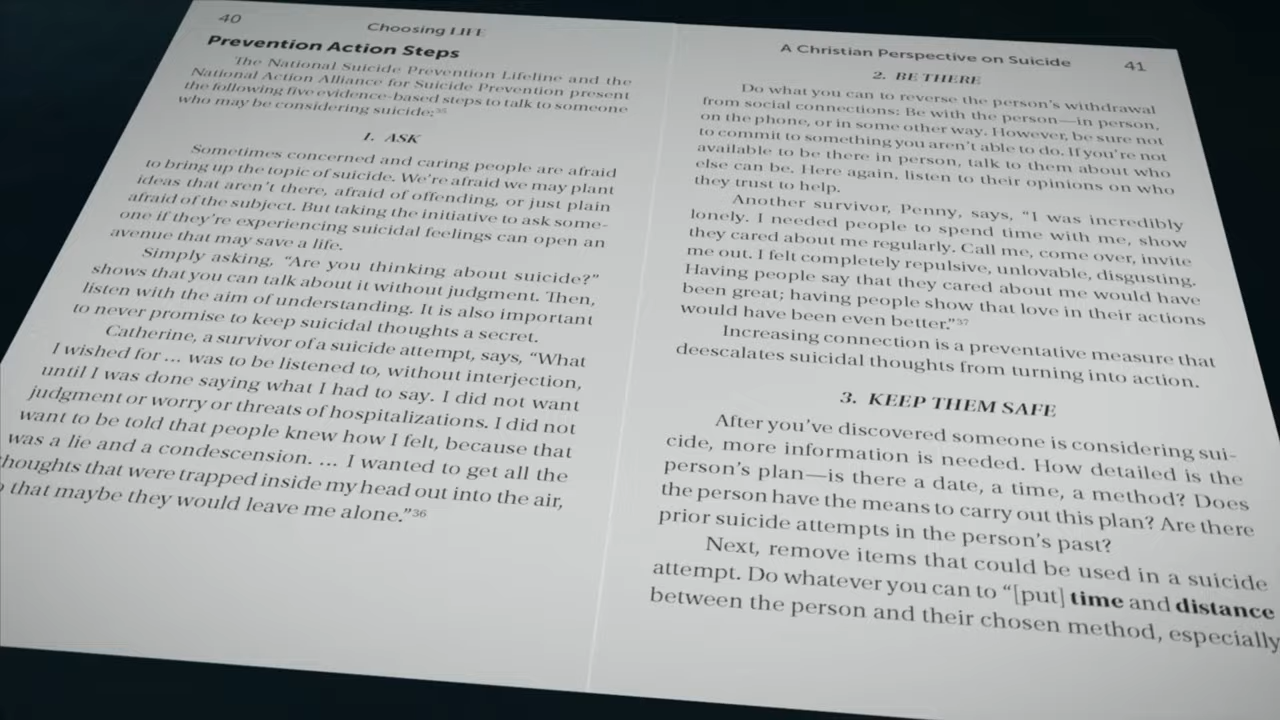 40
Choosing LIFE
Prevention Action Steps
The National Suicide Prevention Lifeline and the
National Action Alliance for Suicide Prevention present
the following five evidence-based steps to talk to someone
who may be considering suicide:35
1. ASK
Sometimes concerned and caring people are afraid
to bring up the topic of suicide. We're afraid we may plant
ideas that aren't there, afraid of offending, or just plain
afraid of the subject. But taking the initiative to ask some-
one if they're experiencing suicidal feelings can open an
avenue that may save a life.
Simply asking, “Are you thinking about suicide?”
shows that you can talk about it without judgment. Then,
listen with the aim of understanding. It is also important
to never promise to keep suicidal thoughts a secret.
Catherine, a survivor of a suicide attempt, says, “What
I wished for ... was to be listened to, without interjection,
until I was done saying what I had to say. I did not want
judgment or worry or threats of hospitalizations. I did not
want to be told that people knew how I felt, because that
was a lie and a condescension. ... I wanted to get all the
houghts that were trapped inside my head out into the air,
o that maybe they would leave me alone.”36
A Christian Perspective on Suicide
41
2. BE THERE
Do what you can to reverse the person's withdrawal
from social connections: Be with the person—in person,
on the phone, or in some other way. However, be sure not
to commit to something you aren't able to do. If you're not
available to be there in person, talk to them about who
else can be. Here again, listen to their opinions on who
they trust to help.
Another survivor, Penny, says, “I was incredibly
lonely. I needed people to spend time with me, show
they cared about me regularly. Call me, come over, invite
me out. I felt completely repulsive, unlovable, disgusting.
Having people say that they cared about me would have
been great; having people show that love in their actions
would have been even better.”37
Increasing connection is a preventative measure that
deescalates suicidal thoughts from turning into action.
3. KEEP THEM SAFE
After you've discovered someone is considering sui-
cide, more information is needed. How detailed is the
person's plan—is there a date, a time, a method? Does
the person have the means to carry out this plan? Are there
prior suicide attempts in the person's past?
Next, remove items that could be used in a suicide
attempt. Do whatever you can to “[put] time and distance
between the person and their chosen method, especially